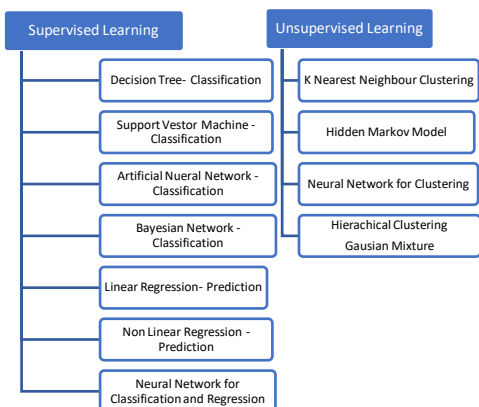 Supervised Learning
Decision Tree- Classification
Support Vestor Machine -
Classification
Artificial Nueral Network -
Classification
Bayesian Network -
Classification
Linear Regression- Prediction
Non Linear Regression -
Prediction
Neural Network for
Classification and Regression
Unsupervised Learning
K Nearest Neighbour Clustering
Hidden Markov Model
Neural Network for Clustering
Hierachical Clustering
Gausian Mixture